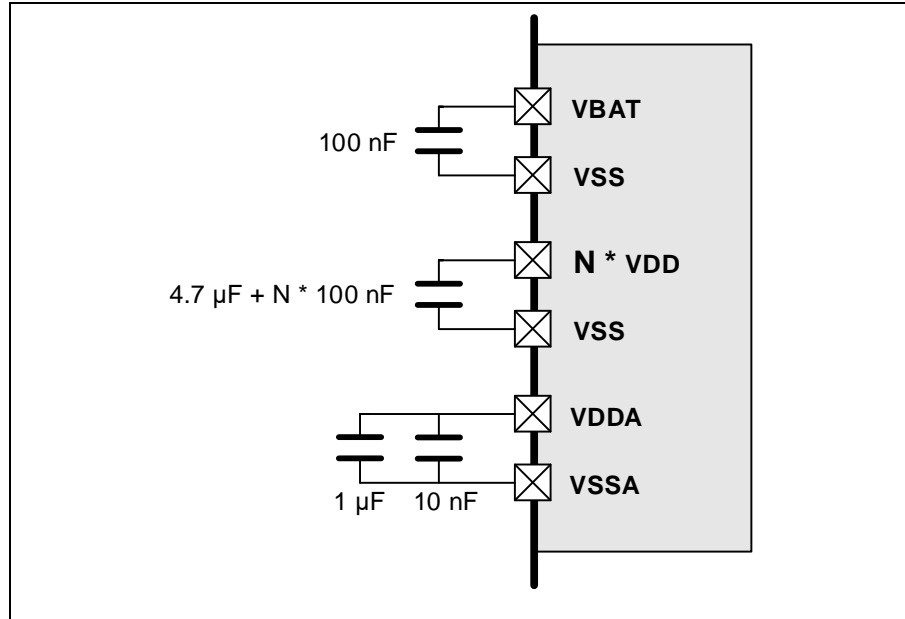 VBAT
100 nF
VSS
N * VDD
4.7 µF + N * 100 nF
VSS
VDDA
VSSA
1 µF 10 nF